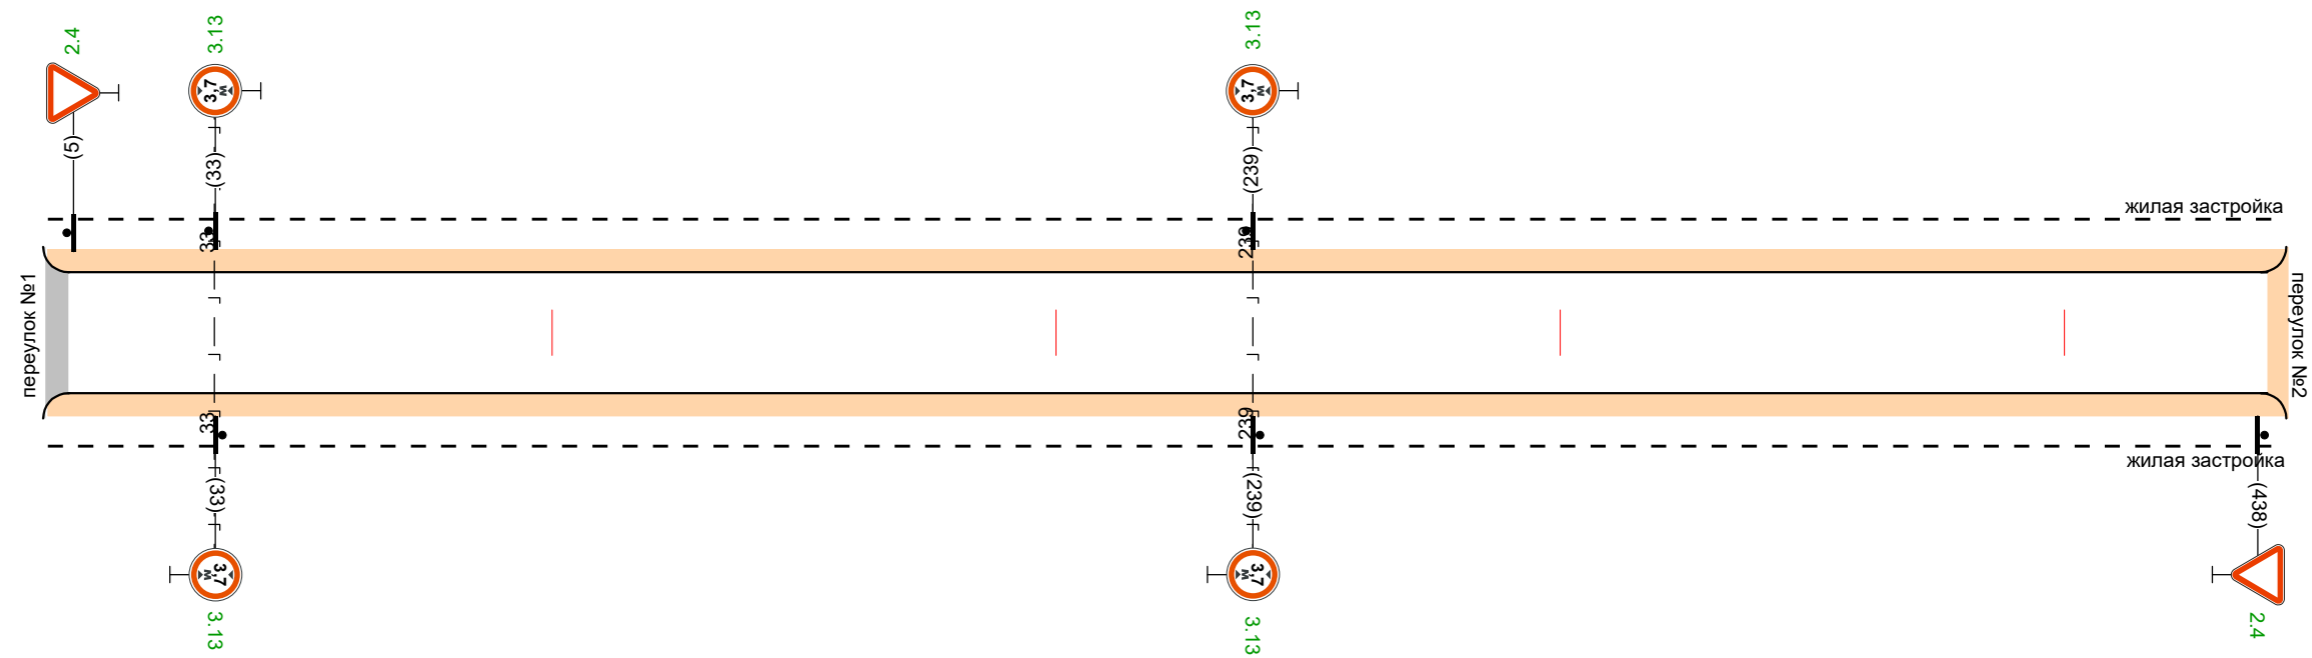 2.4
3.13
3.13
3,7
м
3,7
м
(5)
(33)
(239)
жилая застройка
33
239
переулок №1
переулок №2
33
239
жилая застройка
(33)
(239)
(438)
3,7
м
3,7
м
3.13
3.13
2.4